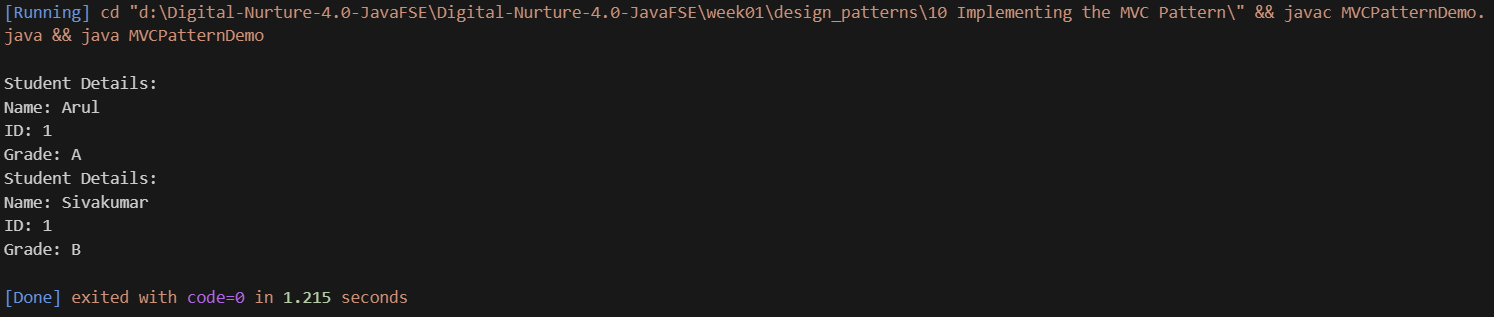 [Running] cd "d:\Digital-Nurture-4.0-JavaFSE\Digital-Nurture-4.0-JavaFSE\week01\design_patterns\10 Implementing the MVC Pattern\" && javac MVCPatternDemo.
java && java MVCPatternDemo
Student Details:
Name: Arul
ID: 1
Grade: A
Student Details:
Name: Sivakumar
ID: 1
Grade: B
[Done] exited with code=0 in 1.215 seconds